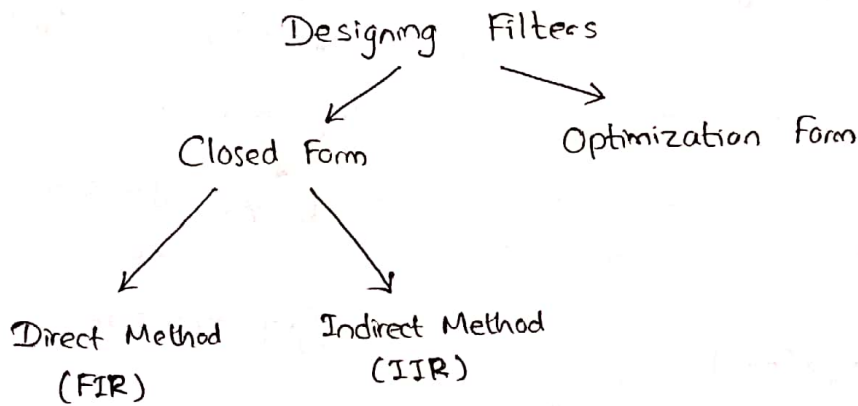 Designing Filters
Closed Form
Optimization Form
Direct Method
(FIR)
Indirect Method
(IIR)